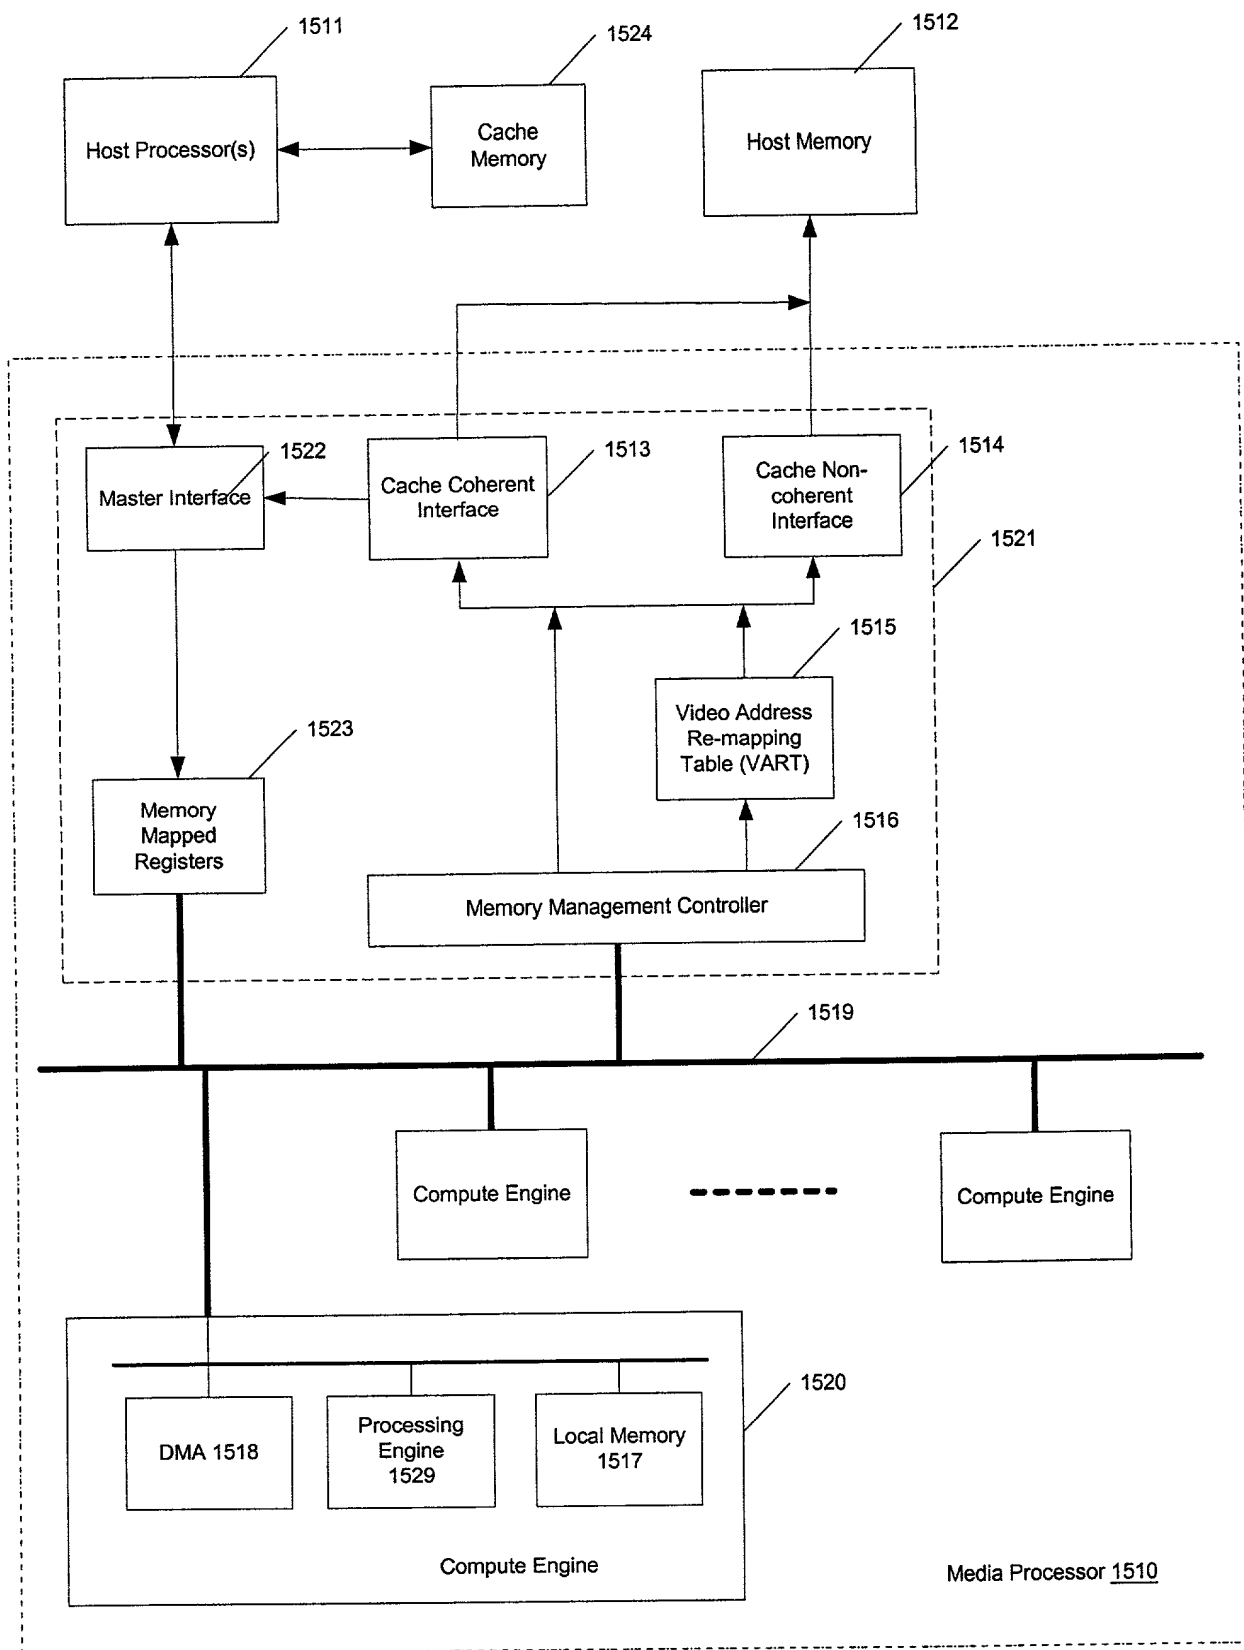 1511
1524
1512
Host Processor(s)
Cache
Memory
Host Memory
1522
1513
1514
Master Interface
Cache Coherent
Interface
Cache Non-
coherent
Interface
1521
1515
Video Address
Re-mapping
Table (VART)
1523
Memory
Mapped
Registers
1516
Memory Management Controller
1519
Compute Engine
Compute Engine
1520
DMA 1518
Processing
Engine
1529
Local Memory
1517
Compute Engine
Media Processor 1510